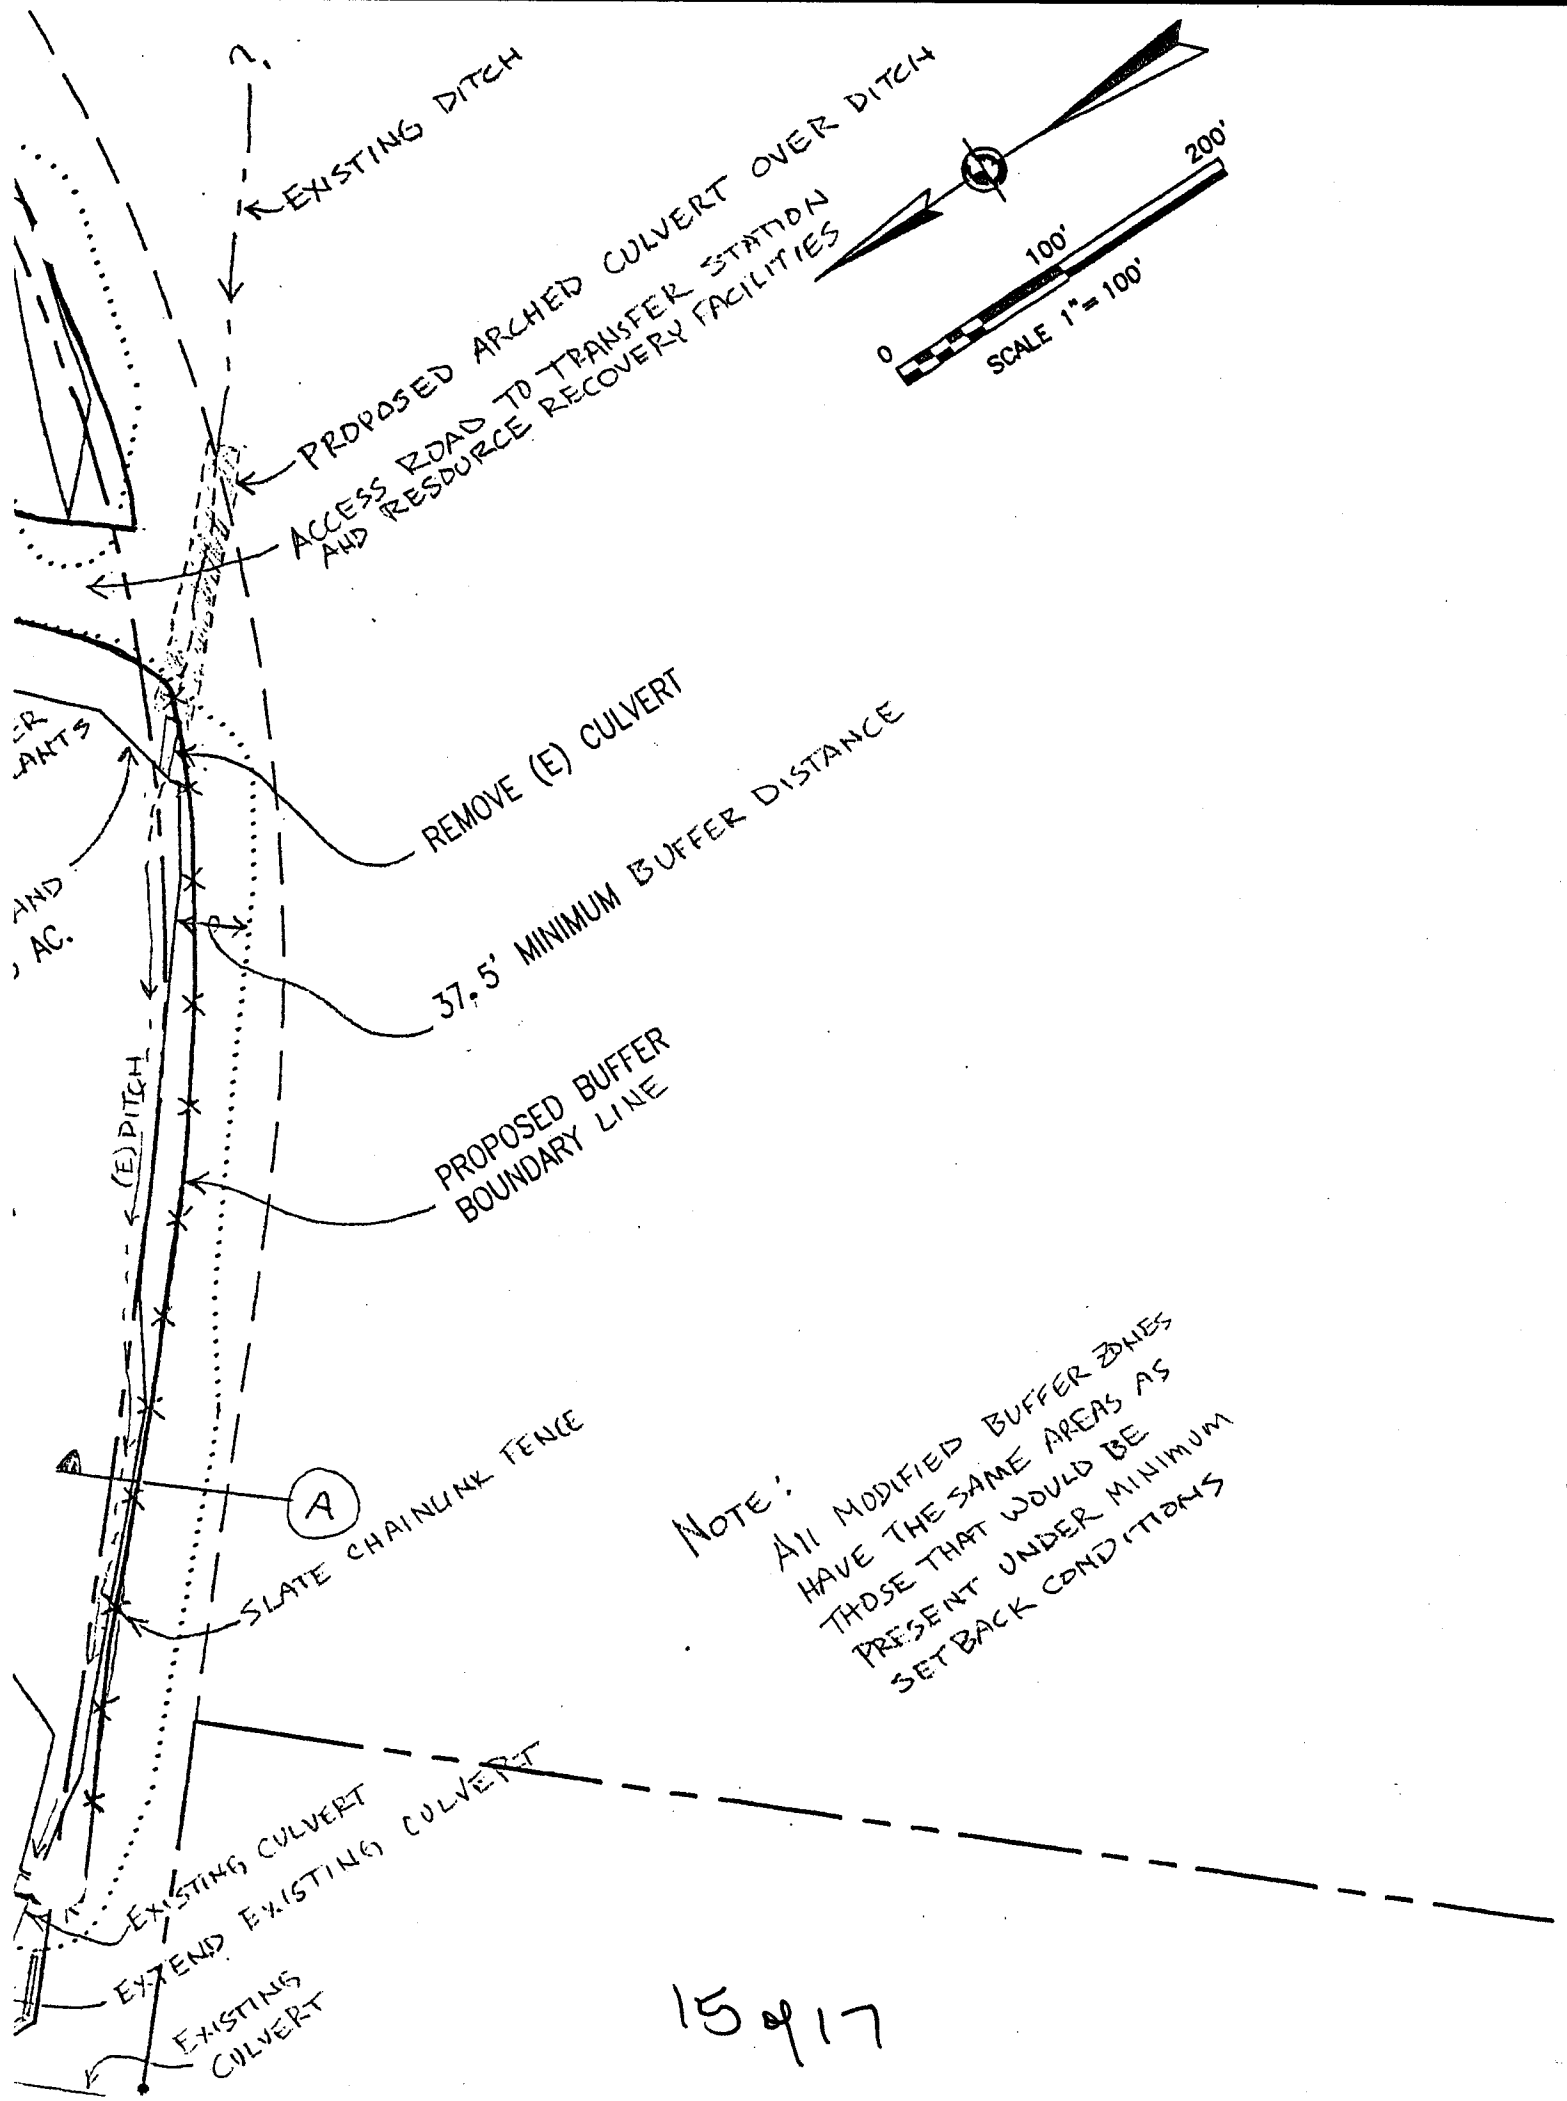 ?
EXISTING DITCH
PROPOSED ARCHED CULVERT OVER DITCH
ACCESS ROAD TO TRANSFER STATION
AND RESOURCE RECOVERY FACILITIES
0
100'
200'
SCALE 1"= 100'
ER
ANTS
REMOVE (E) CULVERT
AND
AC.
37.5' MINIMUM BUFFER DISTANCE
(E) DITCH
PROPOSED BUFFER
BOUNDARY LINE
A
SLATE CHAINLINK FENCE
NOTE:
All MODIFIED BUFFER ZONES
HAVE THE SAME AREAS AS
THOSE THAT WOULD BE
PRESENT UNDER MINIMUM
SETBACK CONDITIONS
EXISTING CULVERT
EXTEND EXISTING CULVERT
EXISTING
CULVERT
15 of 17